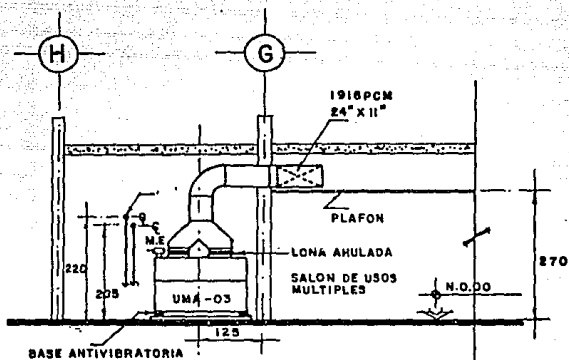 H
G
1916PCM
24" X 11"
PLAFON
M.E
LONA AHULADA
270
220
205
SALON DE USOS
MULTIPLES
N.0.00
UMA-03
125
BASE ANTIVIBRATORIA